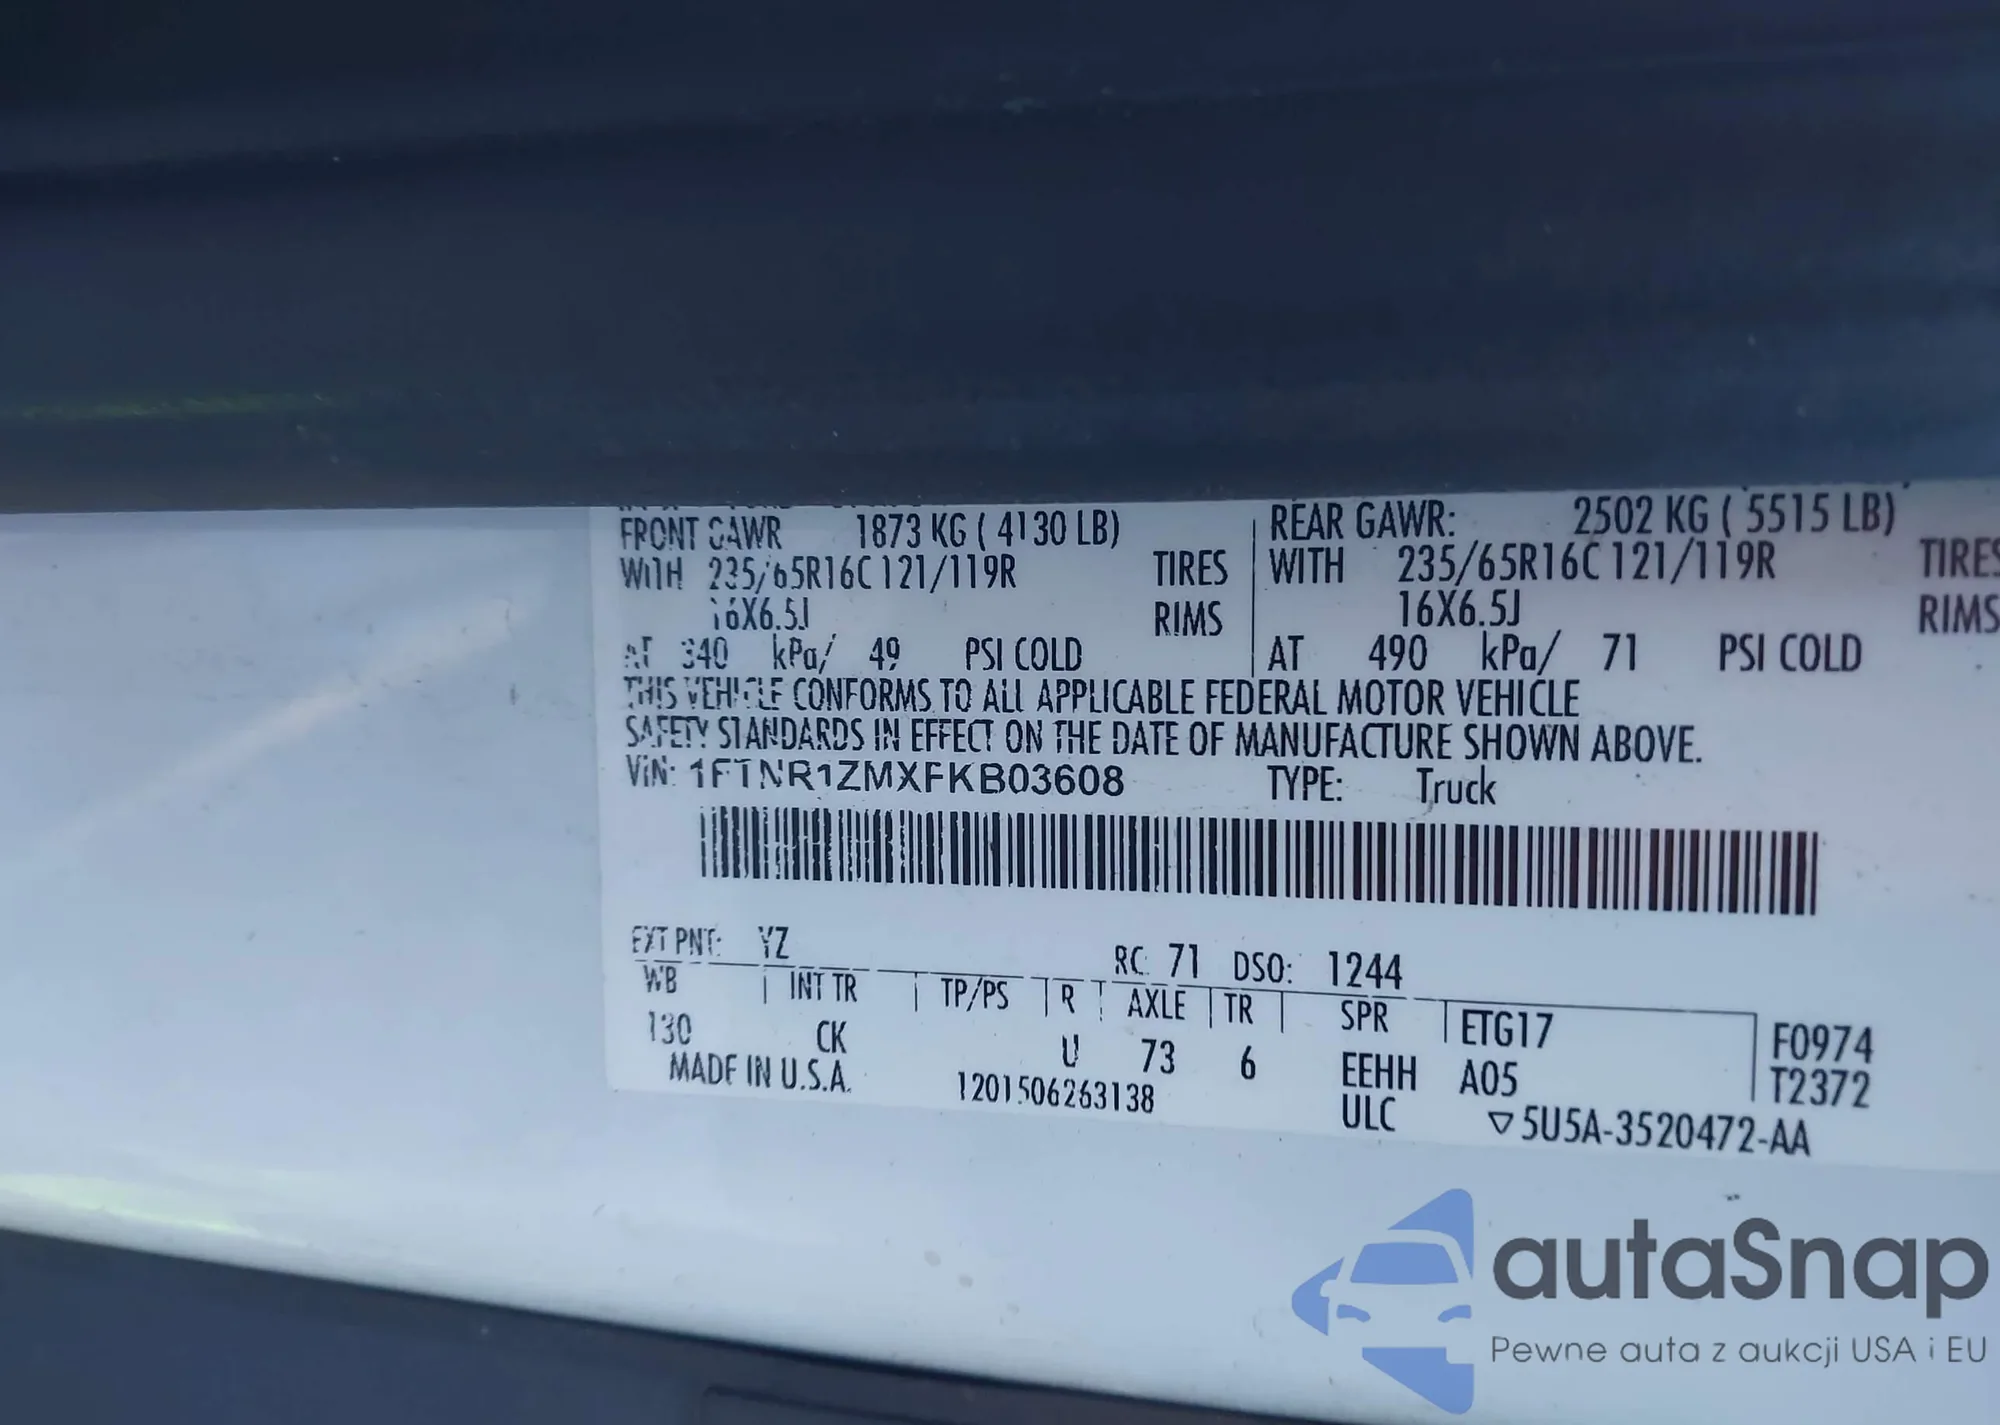 FRONT GAWR 1873 KG ( 4130 LB) REAR GAWR: 2502 KG ( 5515 LB)
WITH 235/65R16C 121/119R TIRES WITH 235/65R16C 121/119R TIRES
16X6.5J RIMS 16X6.5J RIMS
AT 340 kPa/ 49 PSI COLD AT 490 kPa/ 71 PSI COLD
THIS VEHICLE CONFORMS TO ALL APPLICABLE FEDERAL MOTOR VEHICLE
SAFETY STANDARDS IN EFFECT ON THE DATE OF MANUFACTURE SHOWN ABOVE.
VIN: 1FTNR1ZMXFKB03608 TYPE: Truck
EXT PNT: YZ RC: 71 DSO: 1244
WB INT TR TP/PS R AXLE TR SPR ETG17 F0974
130 CK U 73 6 EEHH A05 T2372
MADE IN U.S.A. 1201506263138 ULC ▽5U5A-3520472-AA
autaSnap
Pewne auta z aukcji USA i EU